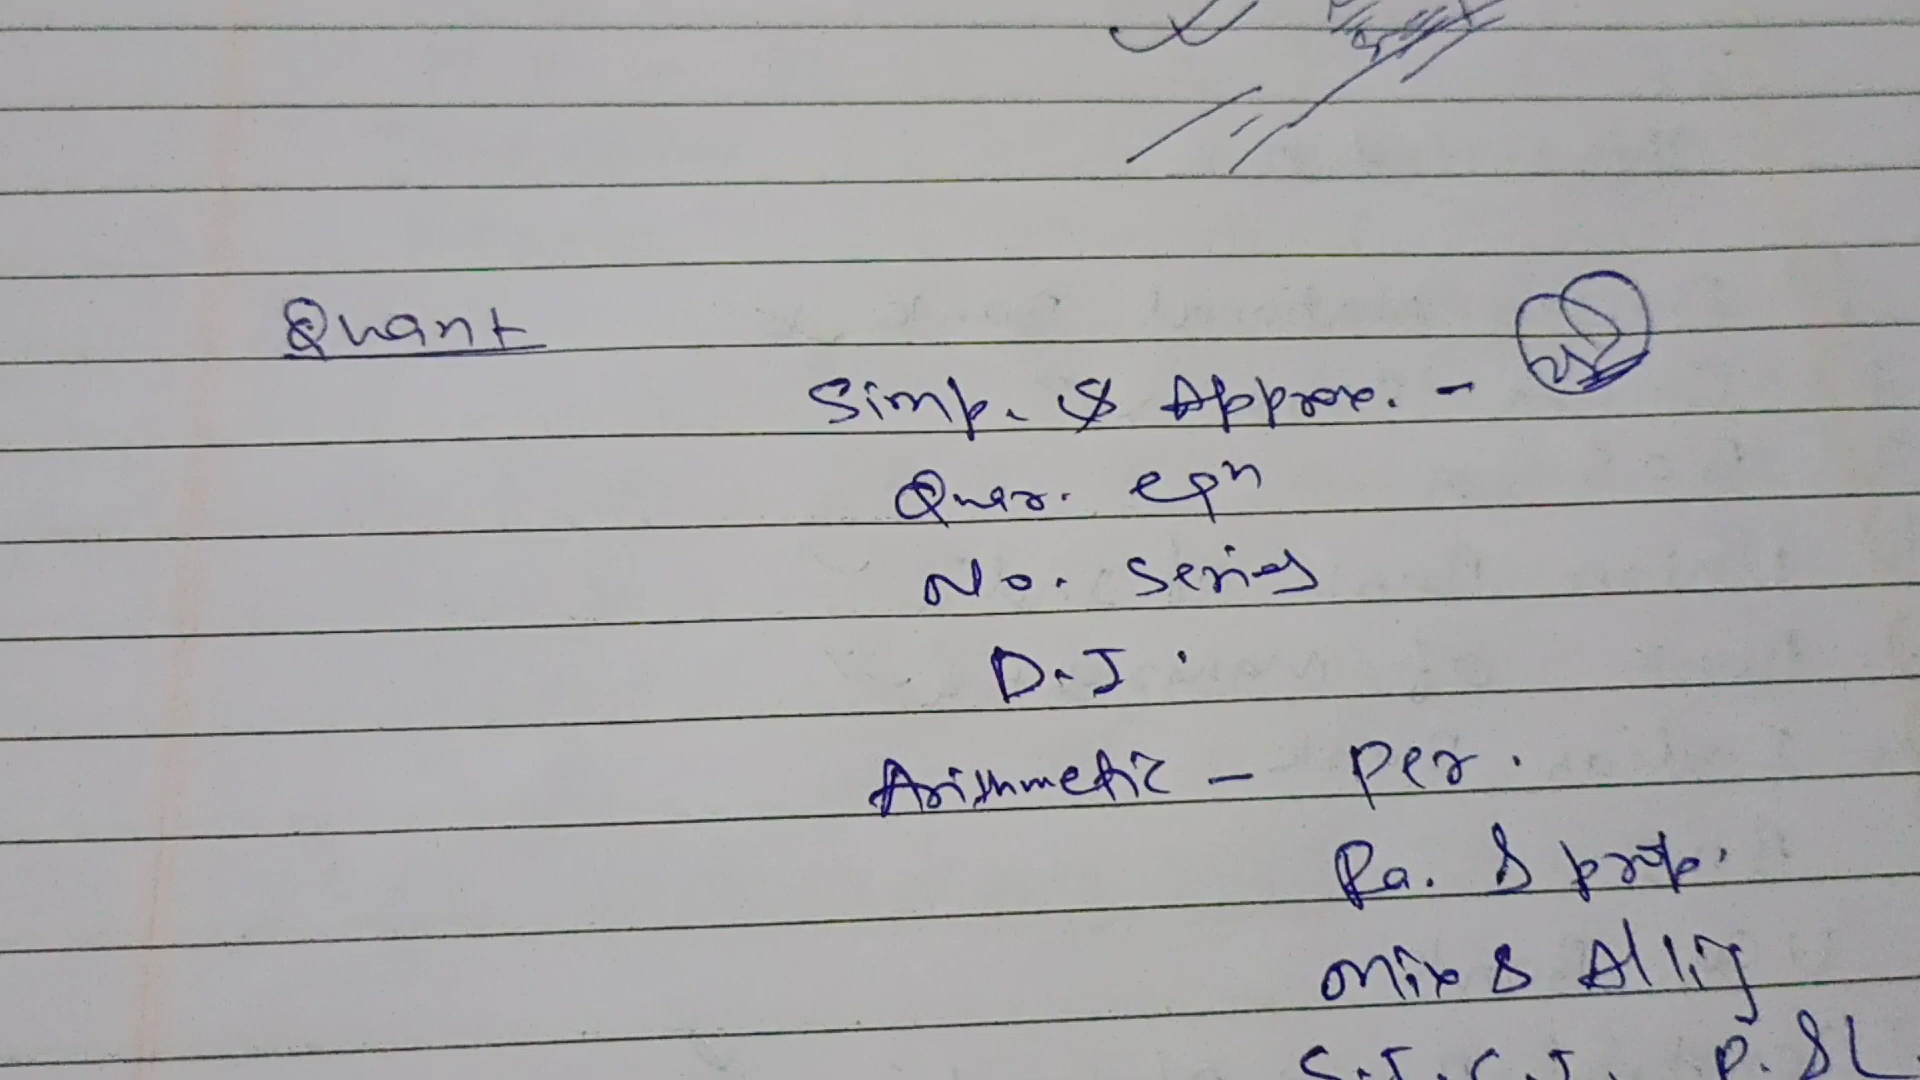 Quant
Simp. & Approx. -
Quar. eqn
No. Series
D.I.
Arithmetic - Per.
Ra. & prop.
Mix & Allig
S.I. C.I. P. & L.